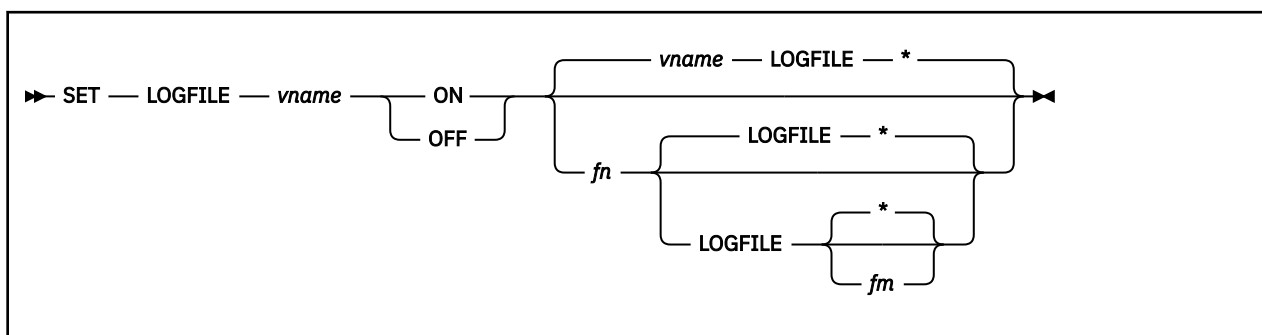 vname LOGFILE *
SET LOGFILE vname ON
OFF
LOGFILE *
fn
*
LOGFILE
fm